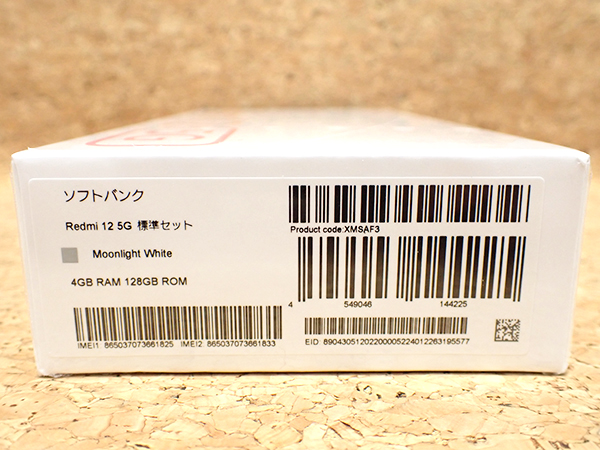 ソフトバンク
Redmi 12 5G 標準セット
Moonlight White
4GB RAM 128GB ROM
Product code:XMSAF3
4 549046 144225
IMEI1 865037073661825 IMEI2 865037073661833
EID 89043051202200005224012263195577